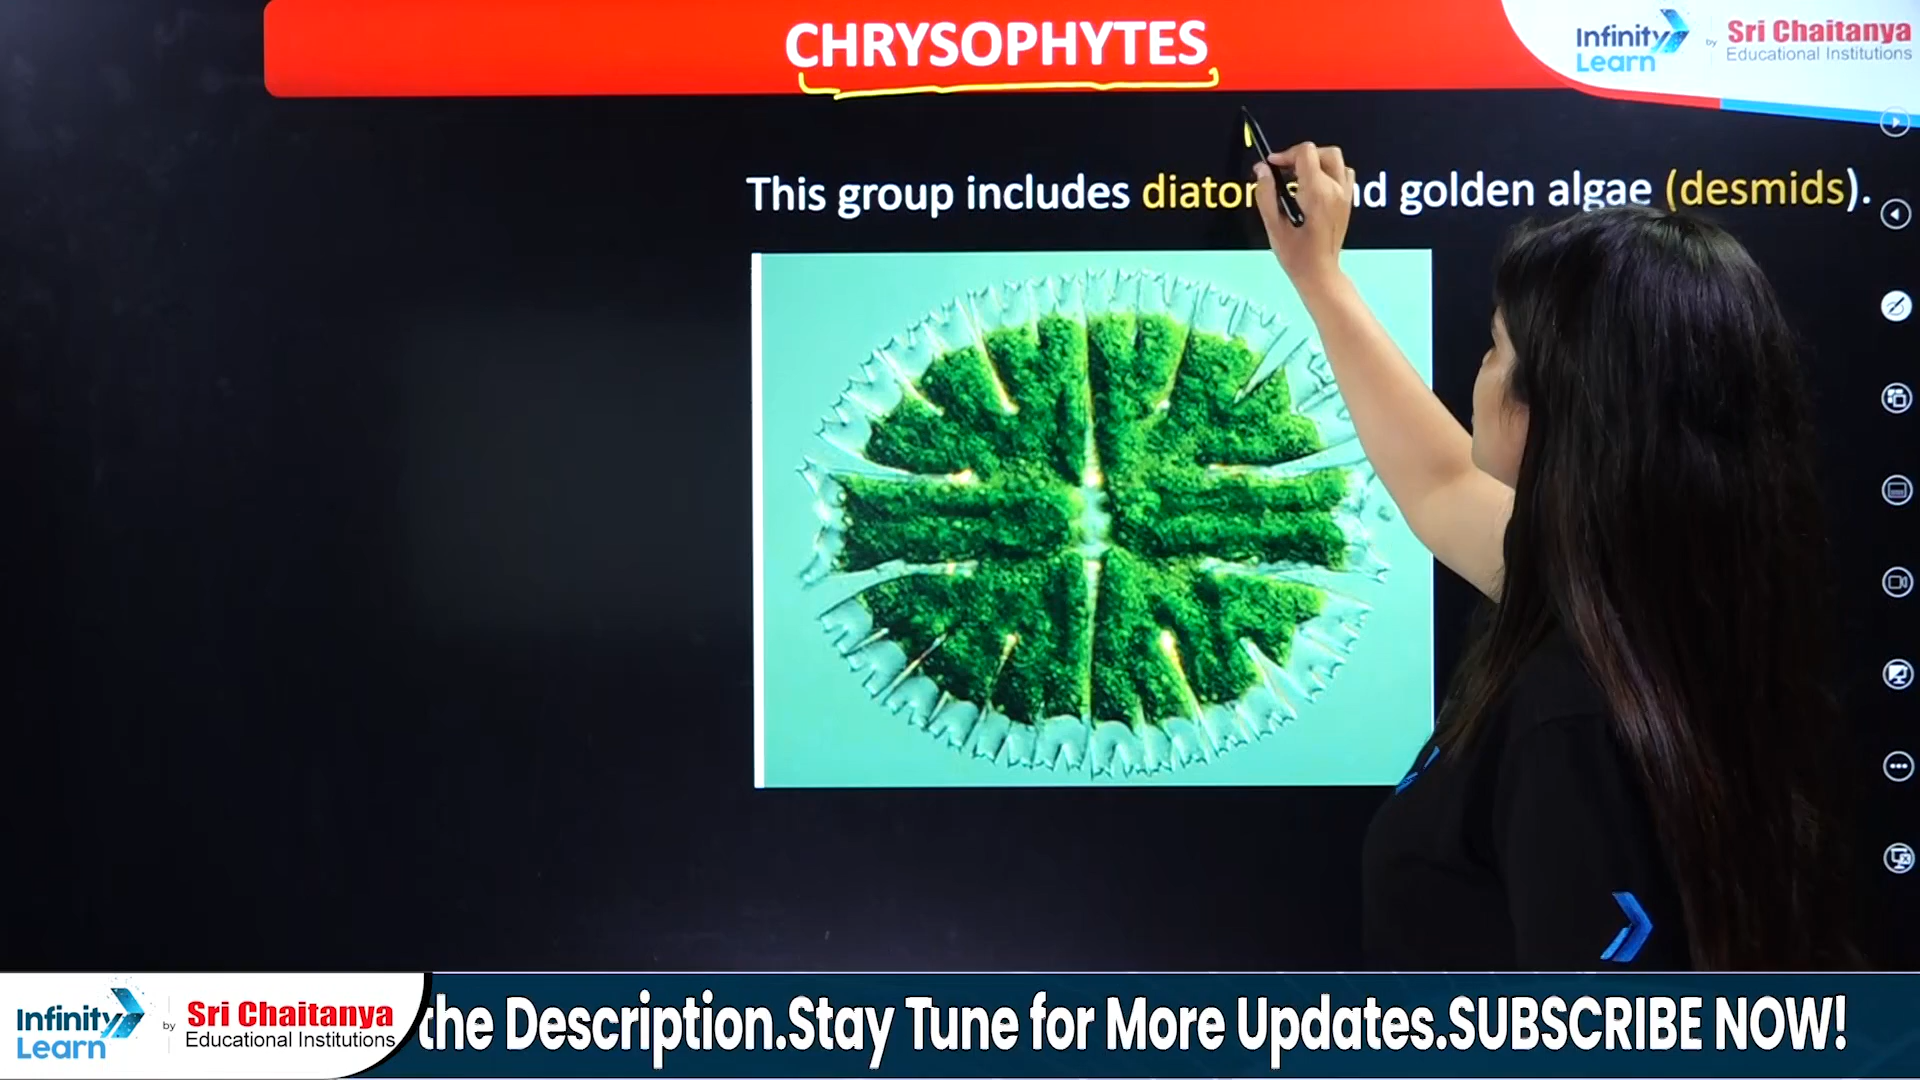 CHRYSOPHYTES
Infinity Learn by Sri Chaitanya Educational Institutions
This group includes golden algae (desmids).
Infinity Learn by Sri Chaitanya Educational Institutions
the Description.Stay Tune for More Updates.SUBSCRIBE NOW!